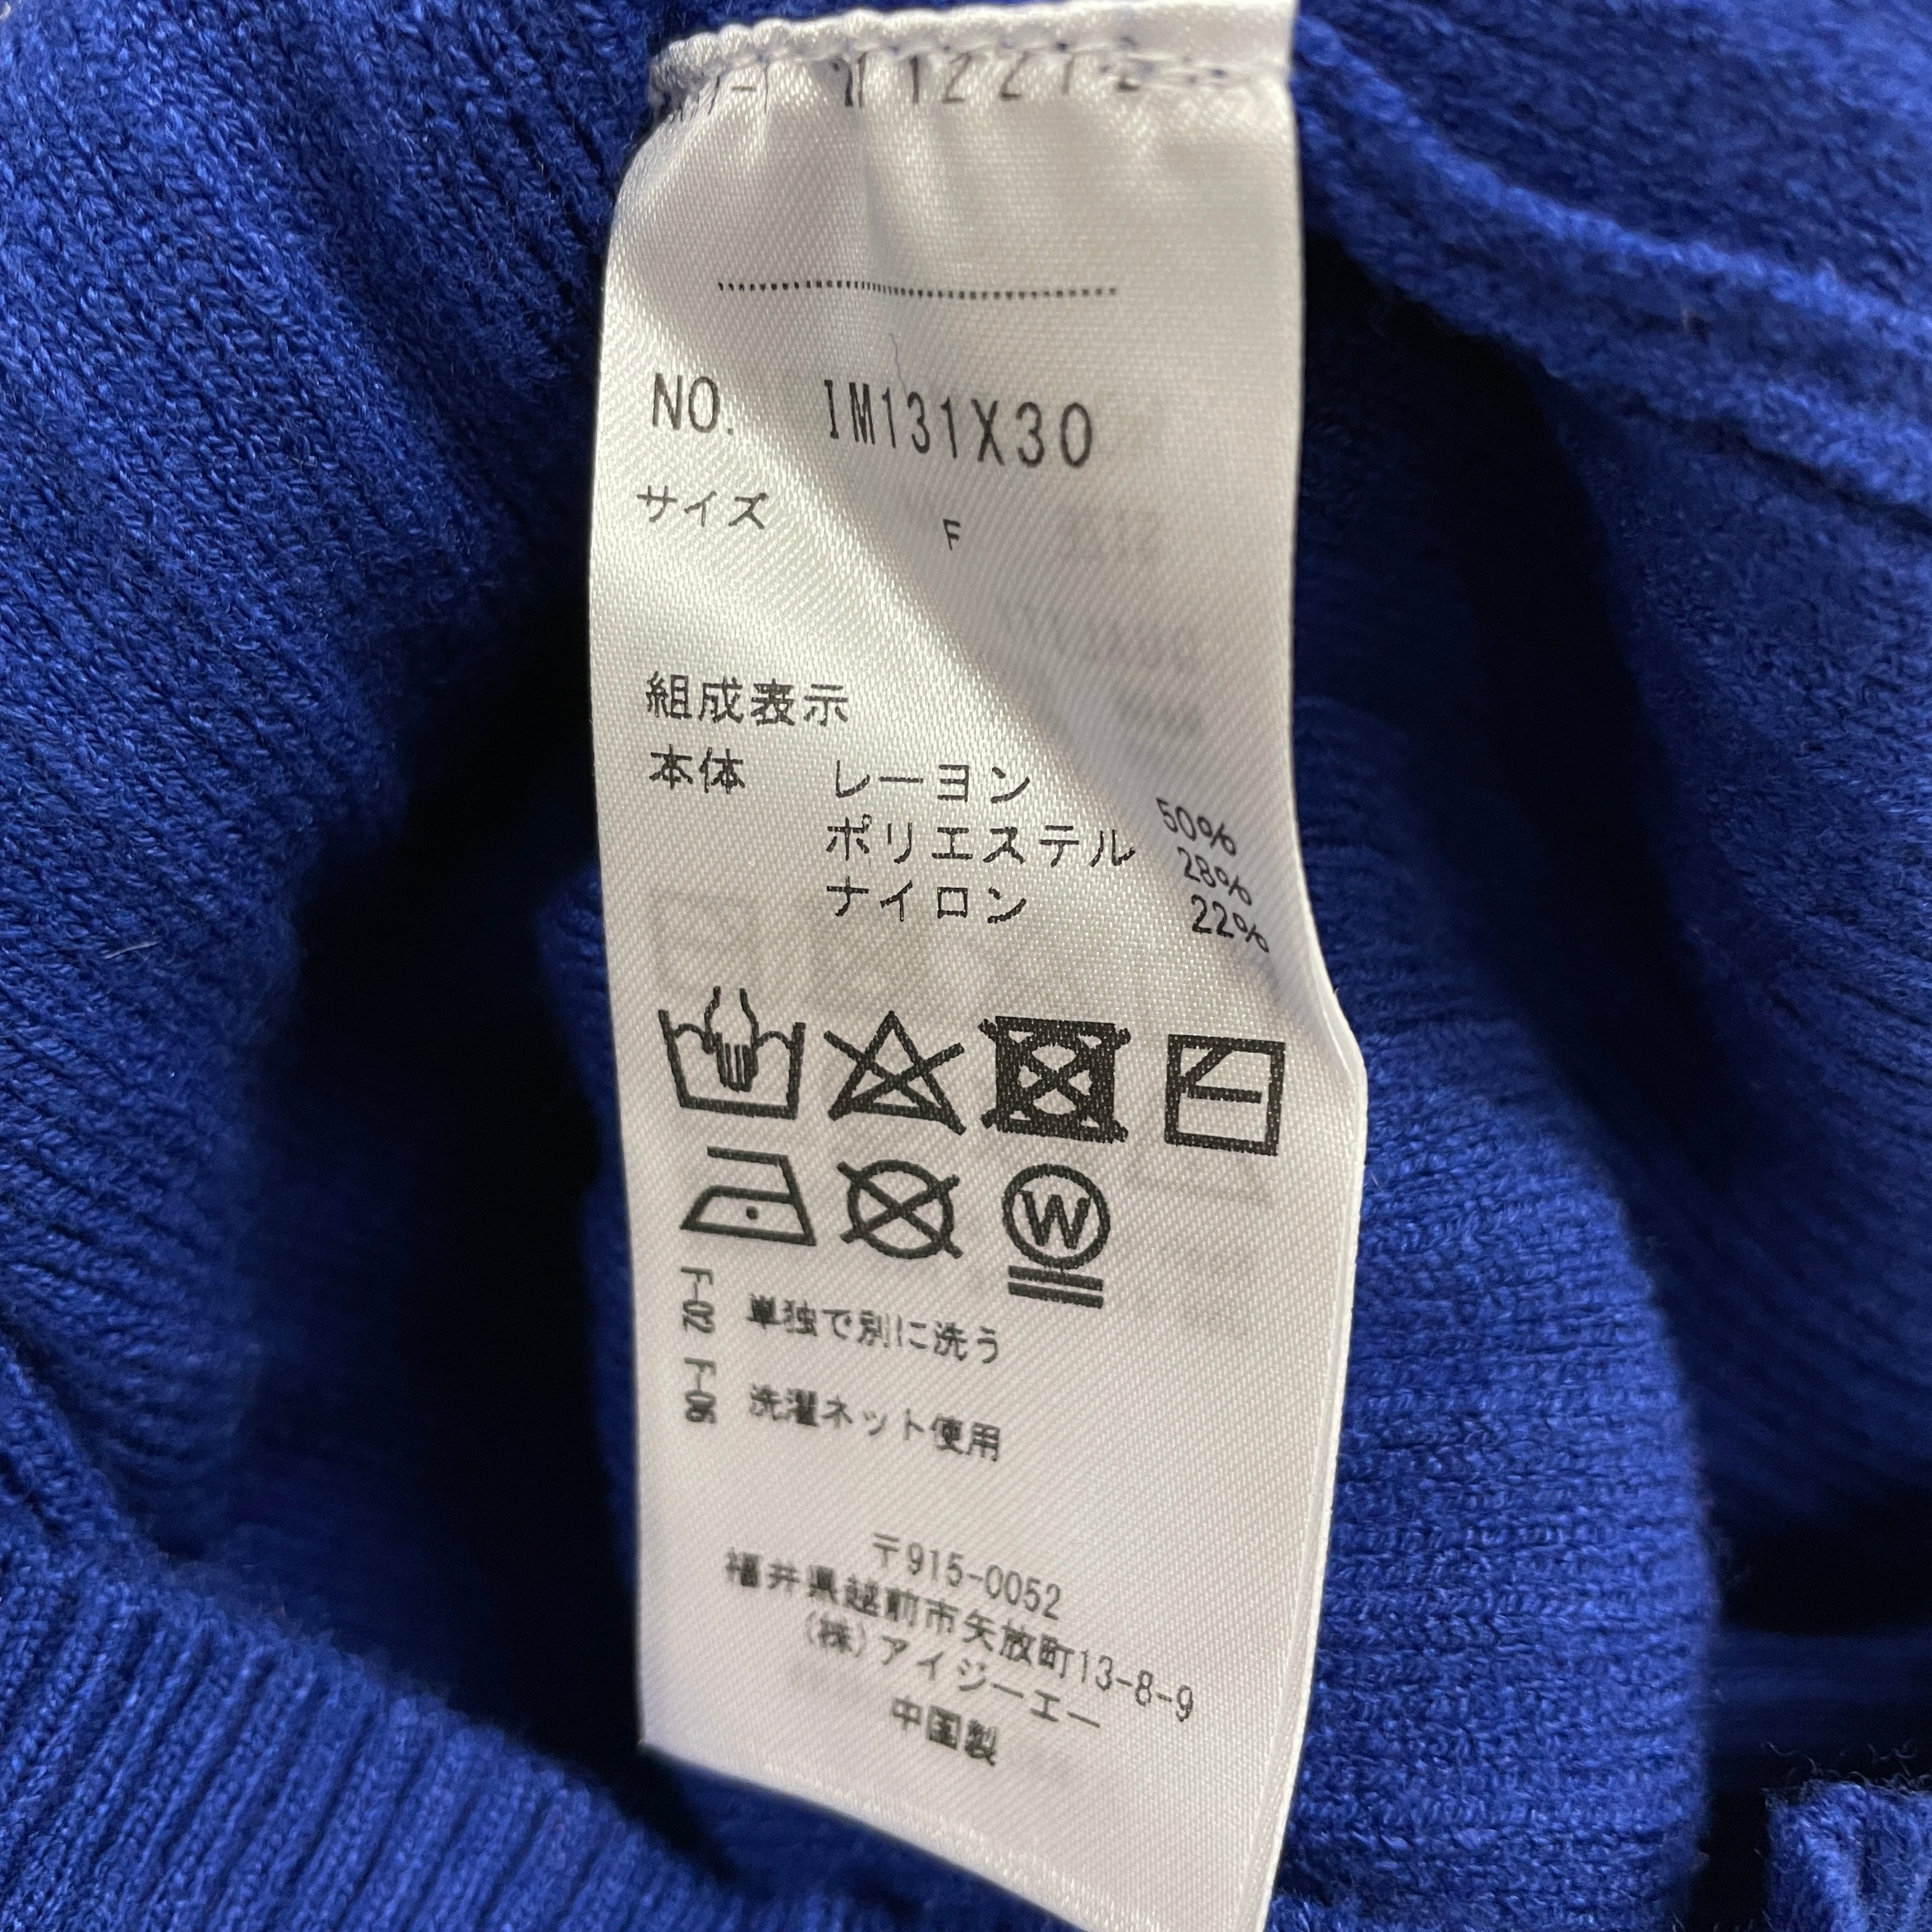 NO. IM131X30
サイズ F
組成表示
本体 レーヨン 50%
ポリエステル 28%
ナイロン 22%
W
F-02 単独で別に洗う
F-06 洗濯ネット使用
〒915-0052
福井県越前市矢放町13-8-9
(株)アイジーエー
中国製